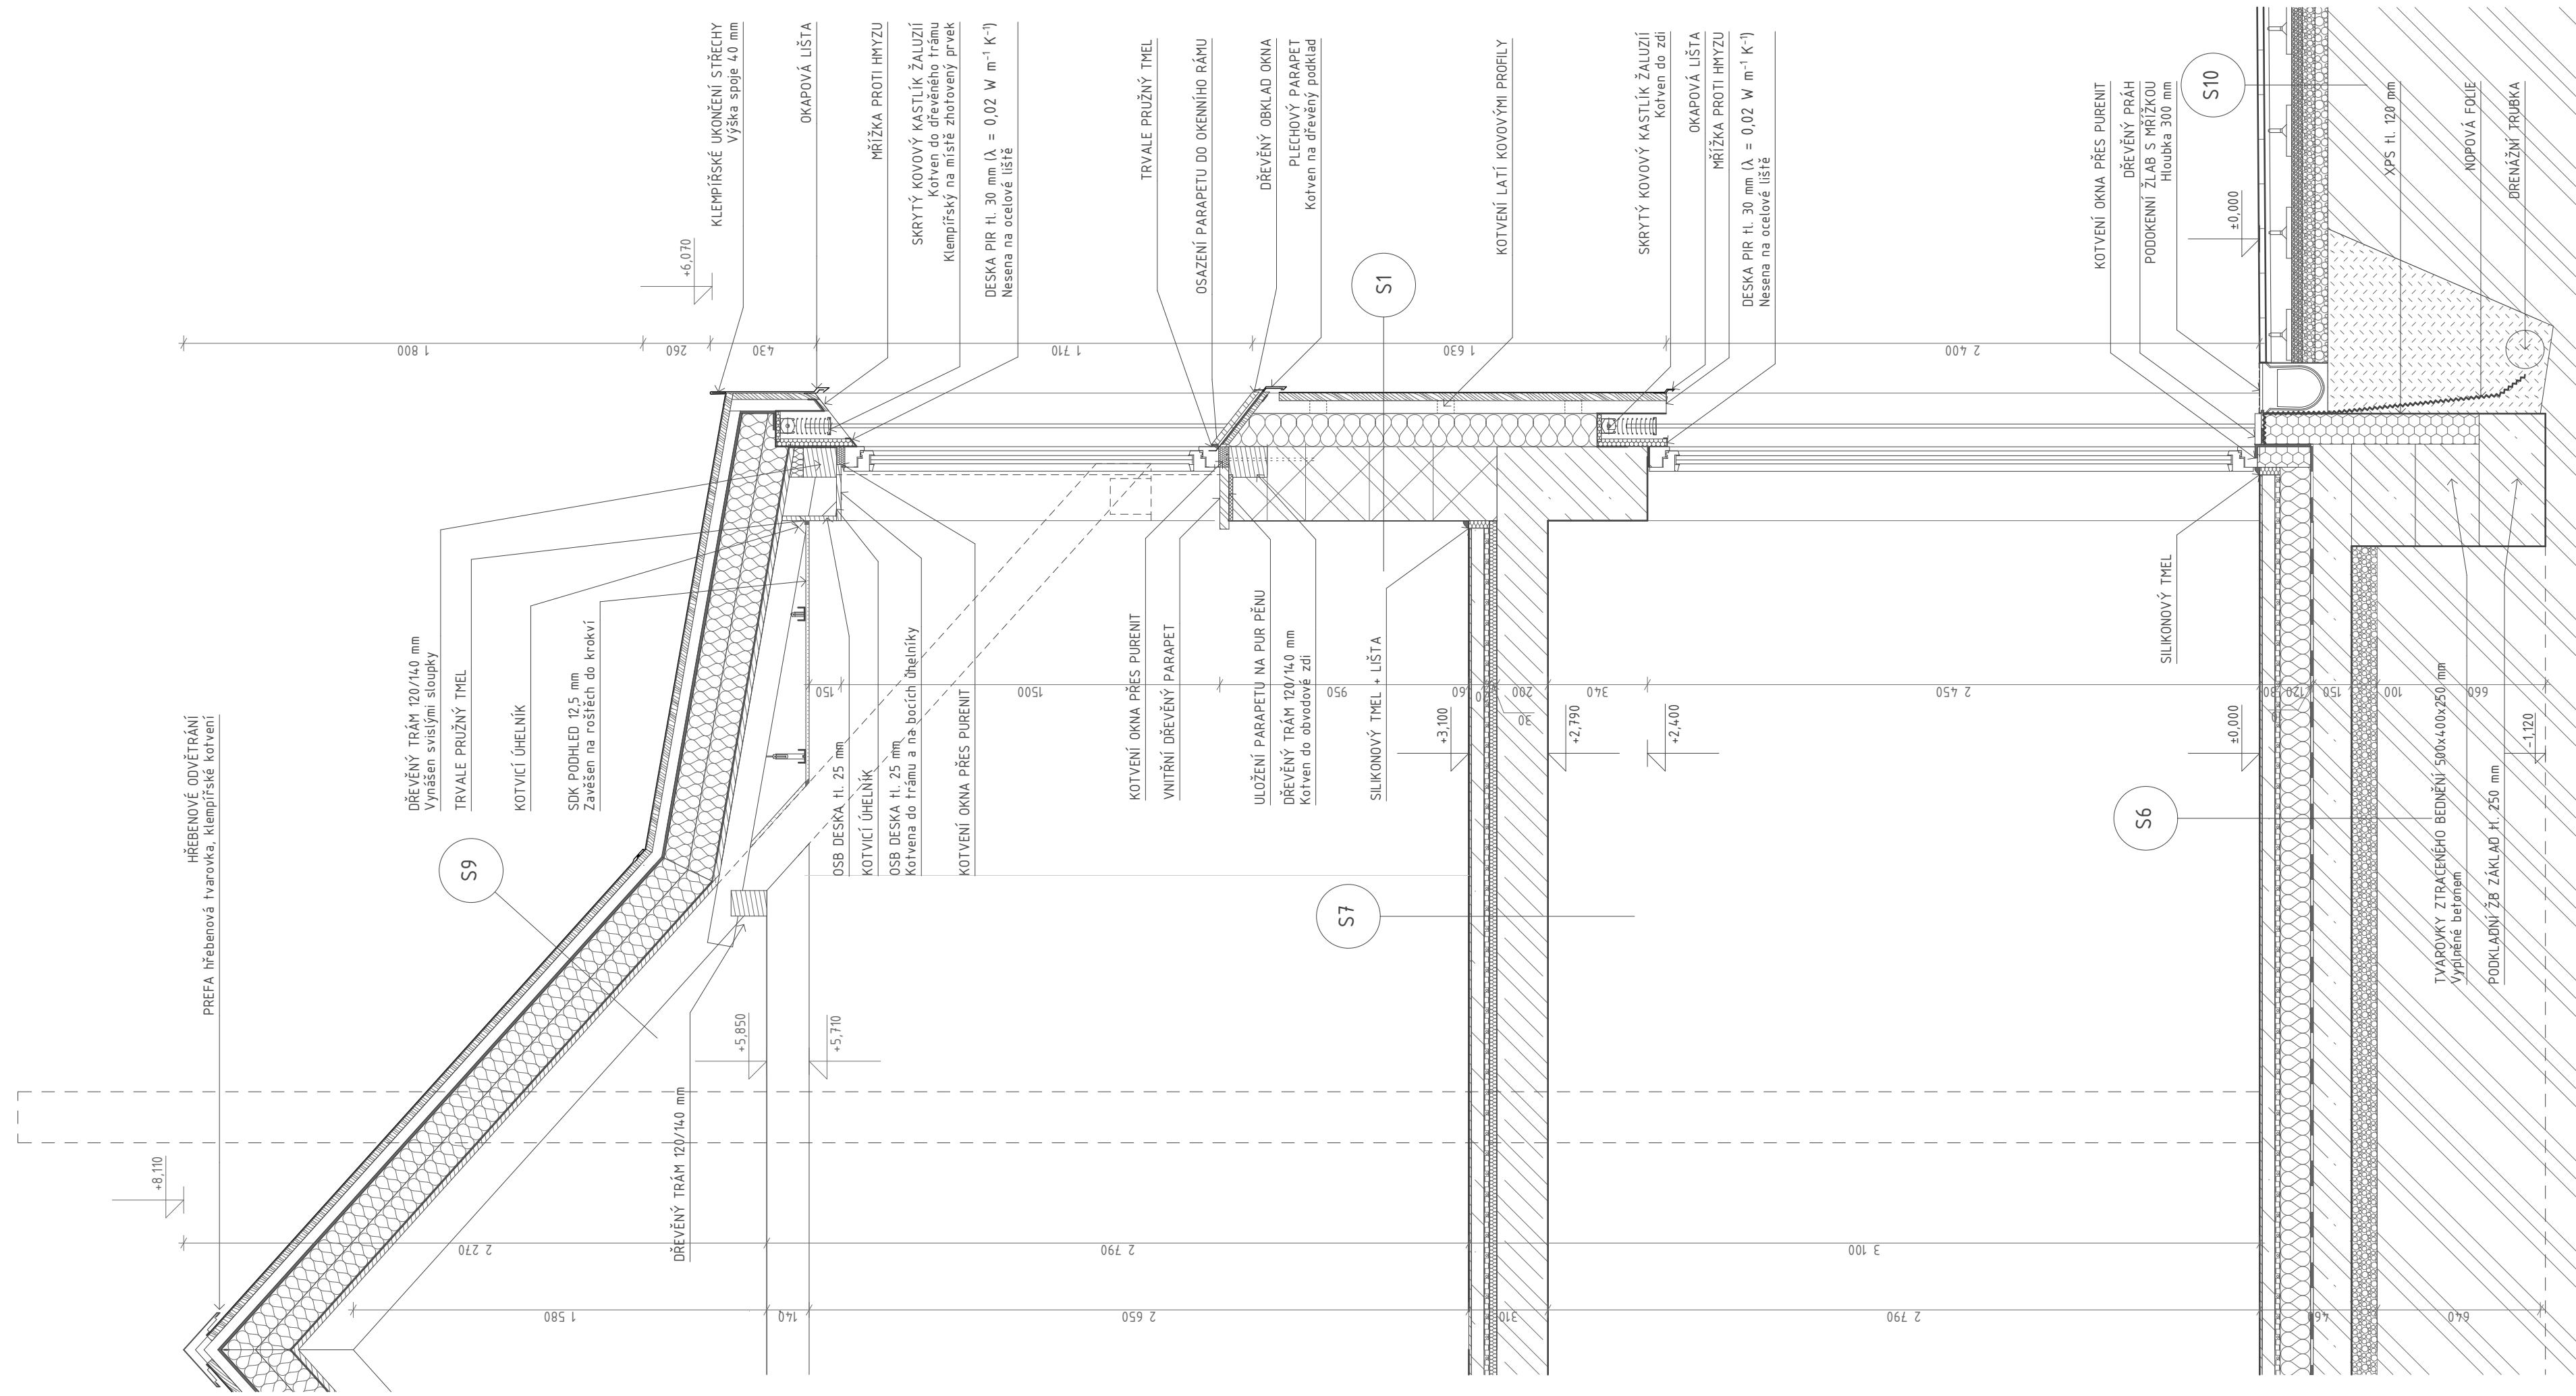 KLEMPÍŘSKÉ UKONČENÍ STŘECHY
Výška spoje 40 mm
OKAPOVÁ LIŠTA
MŘÍŽKA PROTI HMYZU
SKRYTÝ KOVOVÝ KASTLÍK ŽALUZIÍ
Kotven do dřevěného trámu
Klempířský na místě zhotovený prvek
DESKA PIR tl. 30 mm (λ = 0,02 W m⁻¹ K⁻¹)
Nesena na ocelové liště
TRVALE PRUŽNÝ TMEL
OSAZENÍ PARAPETU DO OKENNÍHO RÁMU
DŘEVĚNÝ OBKLAD OKNA
PLECHOVÝ PARAPET
Kotven na dřevěný podklad
KOTVENÍ LATÍ KOVOVÝMI PROFILY
SKRYTÝ KOVOVÝ KASTLÍK ŽALUZIÍ
Kotven do zdi
OKAPOVÁ LIŠTA
MŘÍŽKA PROTI HMYZU
DESKA PIR tl. 30 mm (λ = 0,02 W m⁻¹ K⁻¹)
Nesena na ocelové liště
KOTVENÍ OKNA PŘES PURENIT
DŘEVĚNÝ PRÁH
PODOKENNÍ ŽLAB S MŘÍŽKOU
Hloubka 300 mm
S10
XPS tl. 120 mm
NOPOVÁ FOLIE
DRENÁŽNÍ TRUBKA
+6,070
S1
±0,000
1 800
260
430
1 710
1 630
2 400
HŘEBENOVÉ ODVĚTRÁNÍ
PREFA hřebenová tvarovka, klempířské kotvení
S9
DŘEVĚNÝ TRÁM 120/140 mm
Vynášen svislými sloupky
TRVALE PRUŽNÝ TMEL
KOTVICÍ ÚHELNÍK
SDK PODHLED 12,5 mm
Zavěšen na roštěch do krokví
OSB DESKA tl. 25 mm
KOTVICÍ ÚHELNÍK
OSB DESKA tl. 25 mm
Kotvena do trámu a na bocích úhelníky
KOTVENÍ OKNA PŘES PURENIT
KOTVENÍ OKNA PŘES PURENIT
VNITŘNÍ DŘEVĚNÝ PARAPET
ULOŽENÍ PARAPETU NA PUR PĚNU
DŘEVĚNÝ TRÁM 120/140 mm
Kotven do obvodové zdi
SILIKONOVÝ TMEL + LIŠTA
SILIKONOVÝ TMEL
150
1500
950
60
30
200
340
2 450
120
150
100
660
+3,100
+2,790
+2,400
±0,000
-1,120
S7
S6
TVAROVKY ZTRACENÉHO BEDNĚNÍ 500x400x250 mm
Vyplněné betonem
PODKLADNÍ ŽB ZÁKLAD tl. 250 mm
DŘEVĚNÝ TRÁM 120/140 mm
+5,850
+5,710
+8,110
2 270
2 790
3 100
1 580
140
2 650
310
2 790
460
640